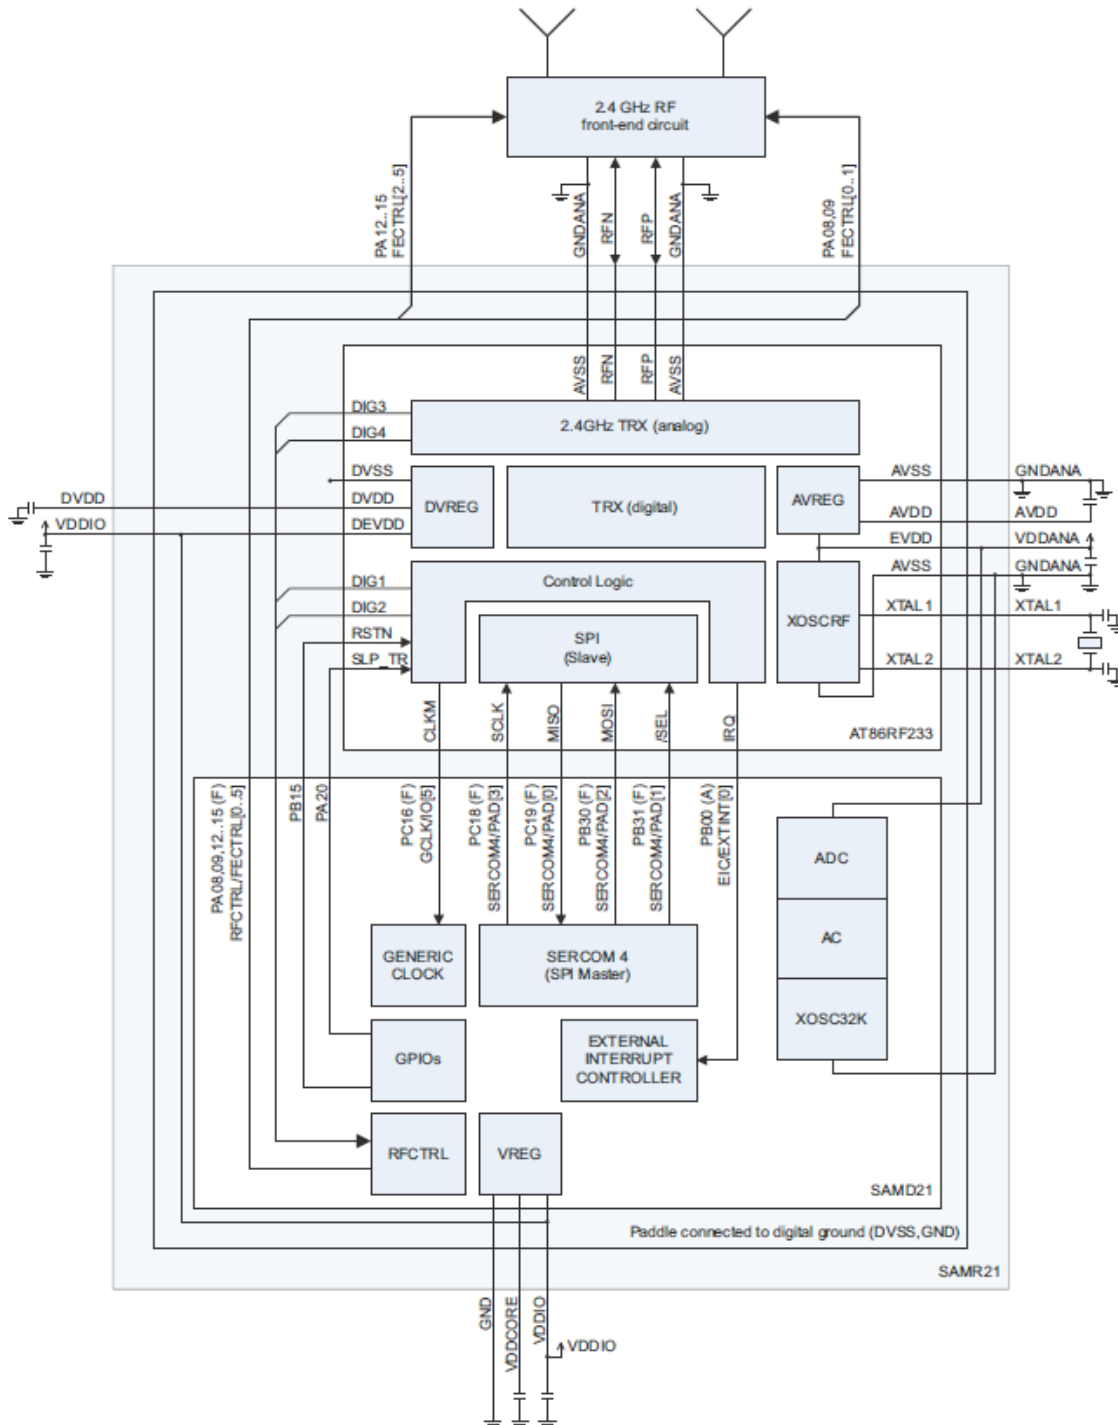 2.4 GHz RF
front-end circuit
PA12..15
FECTRL[2..5]
GNDANA
RFN
RFP
GNDANA
PA08,09
FECTRL[0..1]
AVSS
RFN
RFP
AVSS
DIG3
DIG4
2.4GHz TRX (analog)
DVSS
DVDD
DEVDD
DVDD
VDDIO
DVREG
TRX (digital)
AVREG
AVSS
GNDANA
AVDD
AVDD
EVDD
VDDANA
AVSS
GNDANA
DIG1
DIG2
RSTN
SLP_TR
Control Logic
SPI
(Slave)
XOSCRF
XTAL1
XTAL1
XTAL2
XTAL2
CLKM
SCLK
MISO
MOSI
/SEL
IRQ
AT86RF233
PA08,09,12..15 (F)
RFCTRL/FECTRL[0..5]
PB15
PA20
PC16 (F)
GCLK/IO[5]
PC18 (F)
SERCOM4/PAD[3]
PC19 (F)
SERCOM4/PAD[0]
PB30 (F)
SERCOM4/PAD[2]
PB31 (F)
SERCOM4/PAD[1]
PB00 (A)
EIC/EXTINT[0]
ADC
AC
XOSC32K
GENERIC
CLOCK
SERCOM 4
(SPI Master)
GPIOs
EXTERNAL
INTERRUPT
CONTROLLER
RFCTRL
VREG
SAMD21
Paddle connected to digital ground (DVSS,GND)
SAMR21
GND
VDDCORE
VDDIO
VDDIO